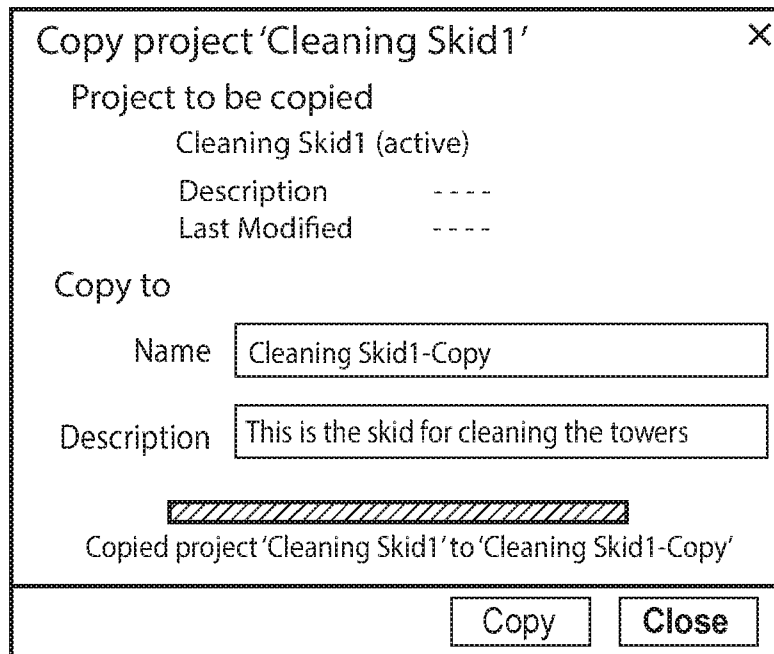 Copy project 'Cleaning Skid1' ×
Project to be copied
Cleaning Skid1 (active)
Description - - - -
Last Modified - - - -
Copy to
Name Cleaning Skid1-Copy
Description This is the skid for cleaning the towers
Copied project 'Cleaning Skid1' to 'Cleaning Skid1-Copy'
Copy Close